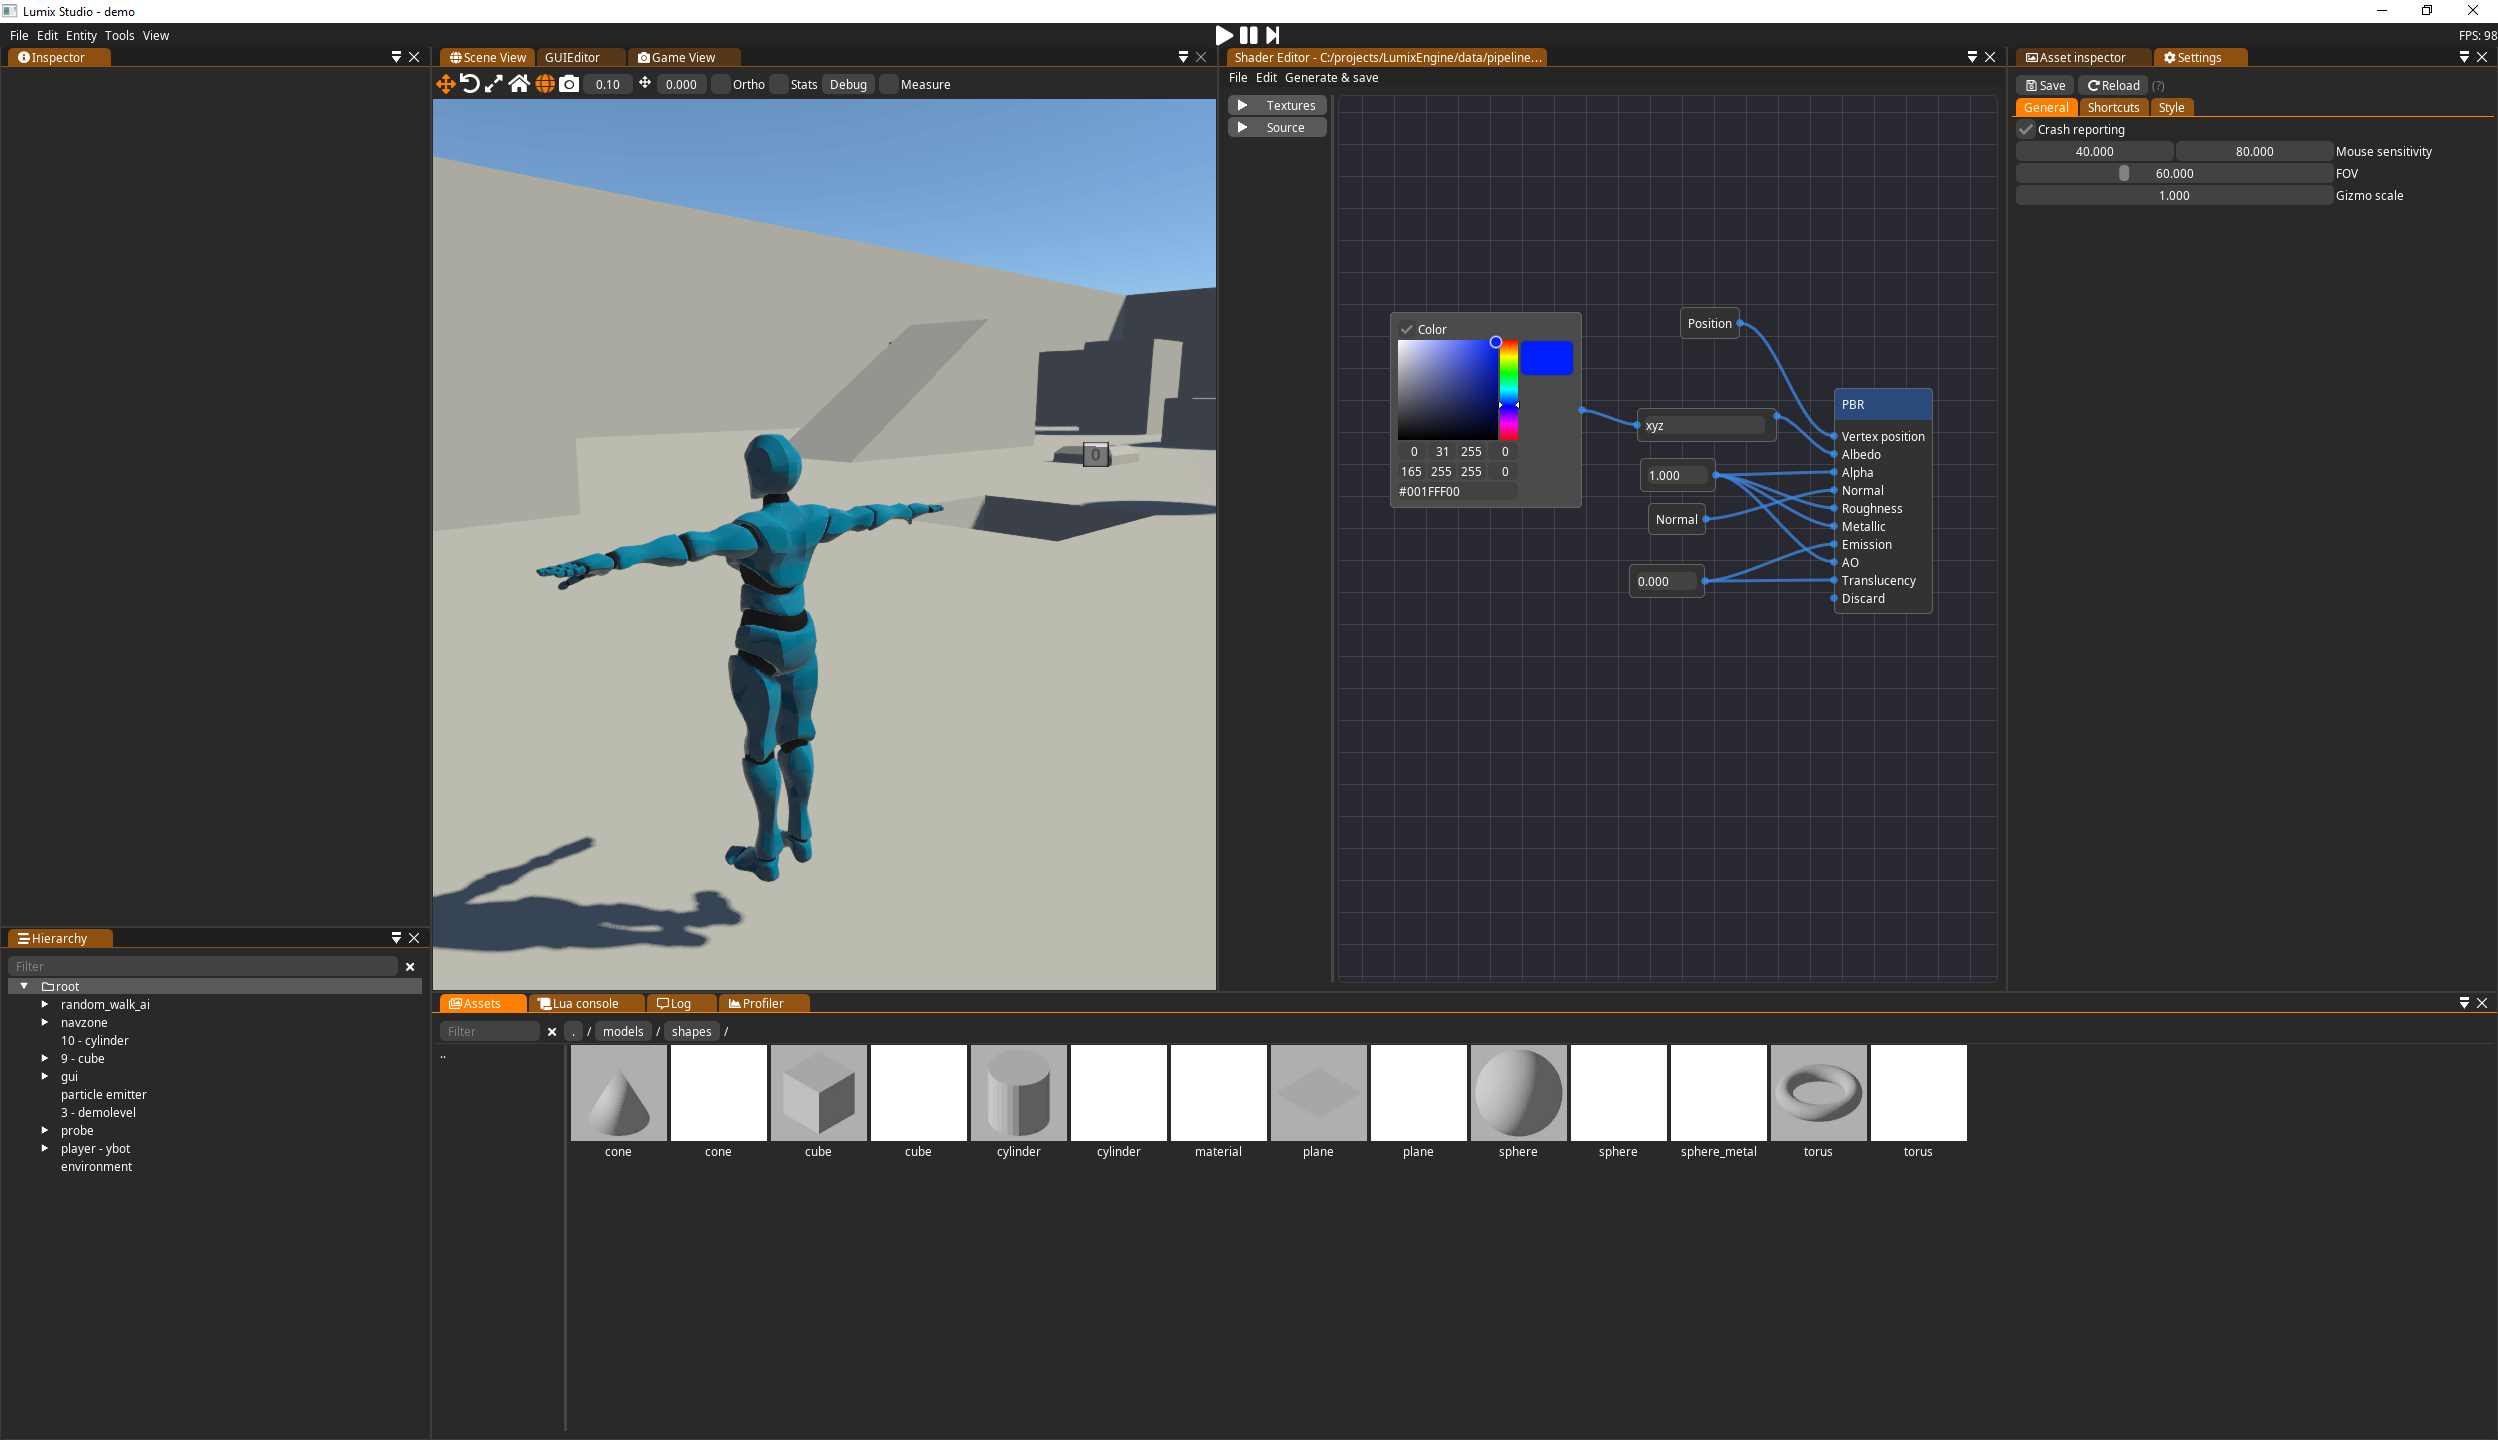 Lumix Studio - demo
File Edit Entity Tools View
FPS: 98
Inspector
Scene View GUIEditor Game View
0.10 0.000 Ortho Stats Debug Measure
0
Shader Editor - C:/projects/LumixEngine/data/pipeline...
File Edit Generate & save
Textures
Source
Color
0 31 255 0
165 255 255 0
#001FFF00
Position
xyz
1.000
Normal
0.000
PBR
Vertex position
Albedo
Alpha
Normal
Roughness
Metallic
Emission
AO
Translucency
Discard
Asset inspector Settings
Save Reload (?)
General Shortcuts Style
Crash reporting
40.000 80.000 Mouse sensitivity
60.000 FOV
1.000 Gizmo scale
Hierarchy
Filter
root
random_walk_ai
navzone
10 - cylinder
9 - cube
gui
particle emitter
3 - demolevel
probe
player - ybot
environment
Assets Lua console Log Profiler
Filter . / models / shapes /
..
cone cone cube cube cylinder cylinder material plane plane sphere sphere sphere_metal torus torus